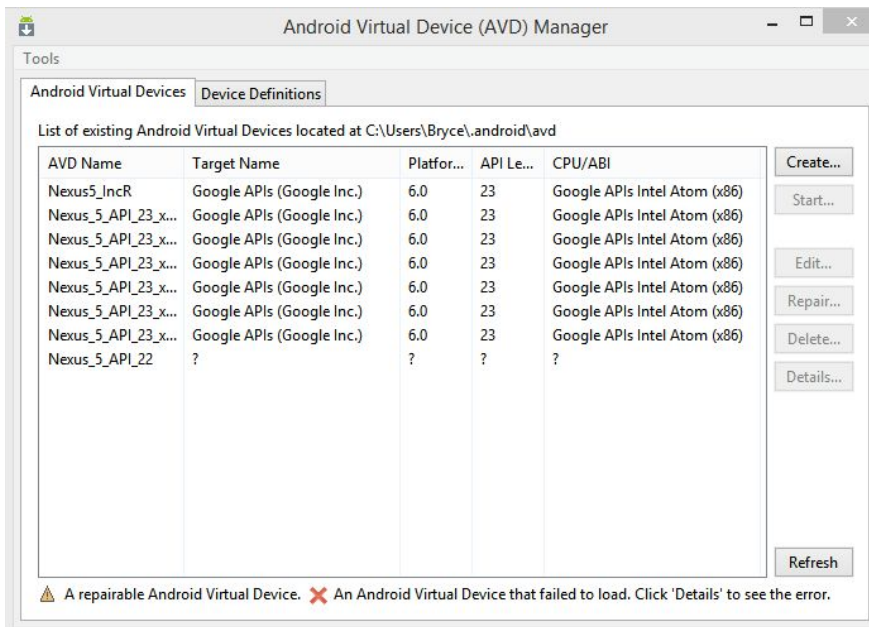 Android Virtual Device (AVD) Manager
Tools
Android Virtual Devices Device Definitions
List of existing Android Virtual Devices located at C:\Users\Bryce\.android\avd
AVD Name Target Name Platfor... API Le... CPU/ABI Create...
Nexus5_IncR Google APIs (Google Inc.) 6.0 23 Google APIs Intel Atom (x86) Start...
Nexus_5_API_23_x... Google APIs (Google Inc.) 6.0 23 Google APIs Intel Atom (x86)
Nexus_5_API_23_x... Google APIs (Google Inc.) 6.0 23 Google APIs Intel Atom (x86)
Nexus_5_API_23_x... Google APIs (Google Inc.) 6.0 23 Google APIs Intel Atom (x86) Edit...
Nexus_5_API_23_x... Google APIs (Google Inc.) 6.0 23 Google APIs Intel Atom (x86) Repair...
Nexus_5_API_23_x... Google APIs (Google Inc.) 6.0 23 Google APIs Intel Atom (x86)
Nexus_5_API_23_x... Google APIs (Google Inc.) 6.0 23 Google APIs Intel Atom (x86) Delete...
Nexus_5_API_22 ? ? ? ? Details...
Refresh
A repairable Android Virtual Device. An Android Virtual Device that failed to load. Click 'Details' to see the error.